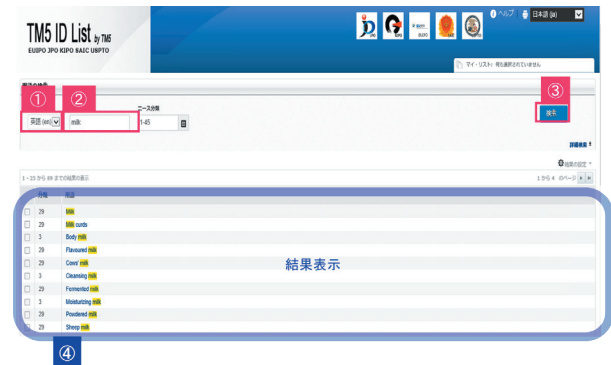 TM5 ID List by TM5
EUIPO JPO KIPO SAIC USPTO
ヘルプ
日本語 (ja)
マイ・リスト: 何も選択されていません
①
②
③
ニース分類
英語 (en)
milk
1-45
検索
詳細検索
結果の設定
1 - 25 から 89 までの結果の表示
1 から 4 のページ
分類 用語
29 Milk
29 Milk curds
3 Body milk
29 Flavoured milk
29 Cows' milk
3 Cleansing milk
29 Fermented milk
3 Moisturizing milk
29 Powdered milk
29 Sheep milk
結果表示
④